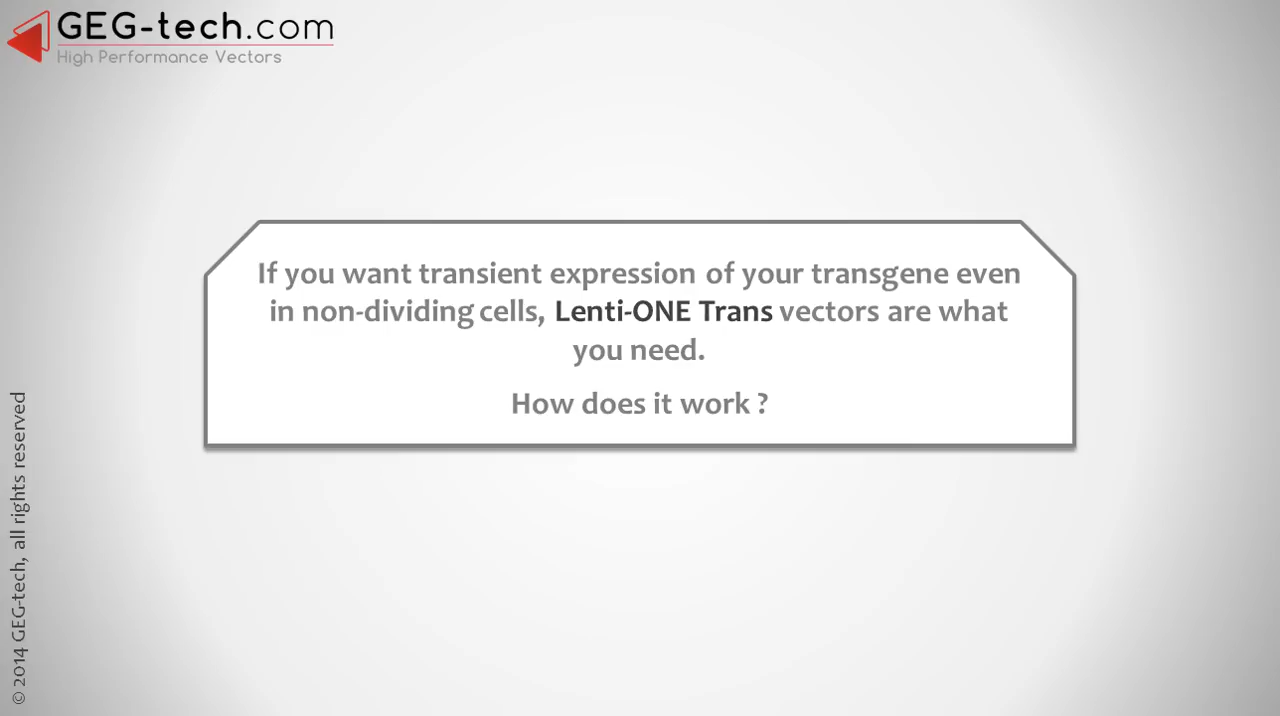 GEG-tech.com
High Performance Vectors
If you want transient expression of your transgene even
in non-dividing cells, Lenti-ONE Trans vectors are what
you need.
How does it work ?
© 2014 GEG-tech, all rights reserved